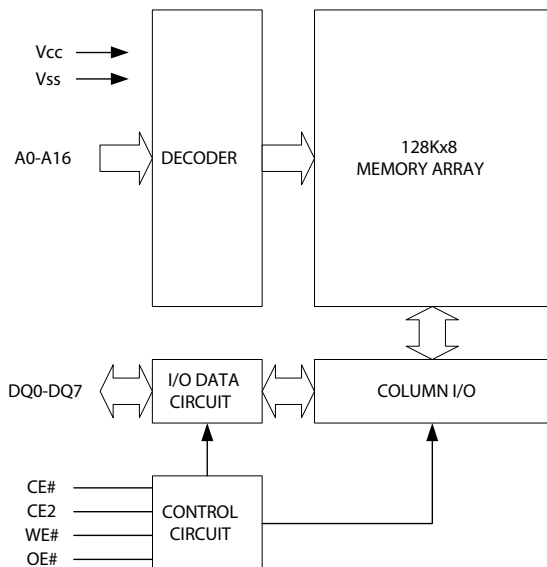 Vcc
Vss
A0-A16
DECODER
128Kx8
MEMORY ARRAY
DQ0-DQ7
I/O DATA
CIRCUIT
COLUMN I/O
CE#
CE2
WE#
OE#
CONTROL
CIRCUIT